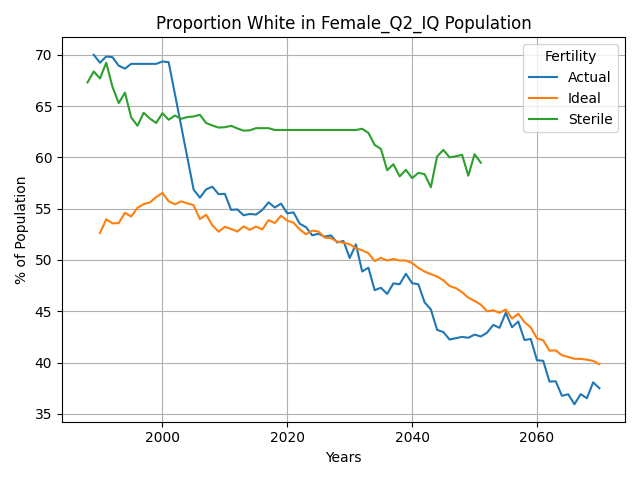 Proportion White in Female_Q2_IQ Population
% of Population
70
65
60
55
50
45
40
35
Fertility
Actual
Ideal
Sterile
2000
2020
2040
2060
Years